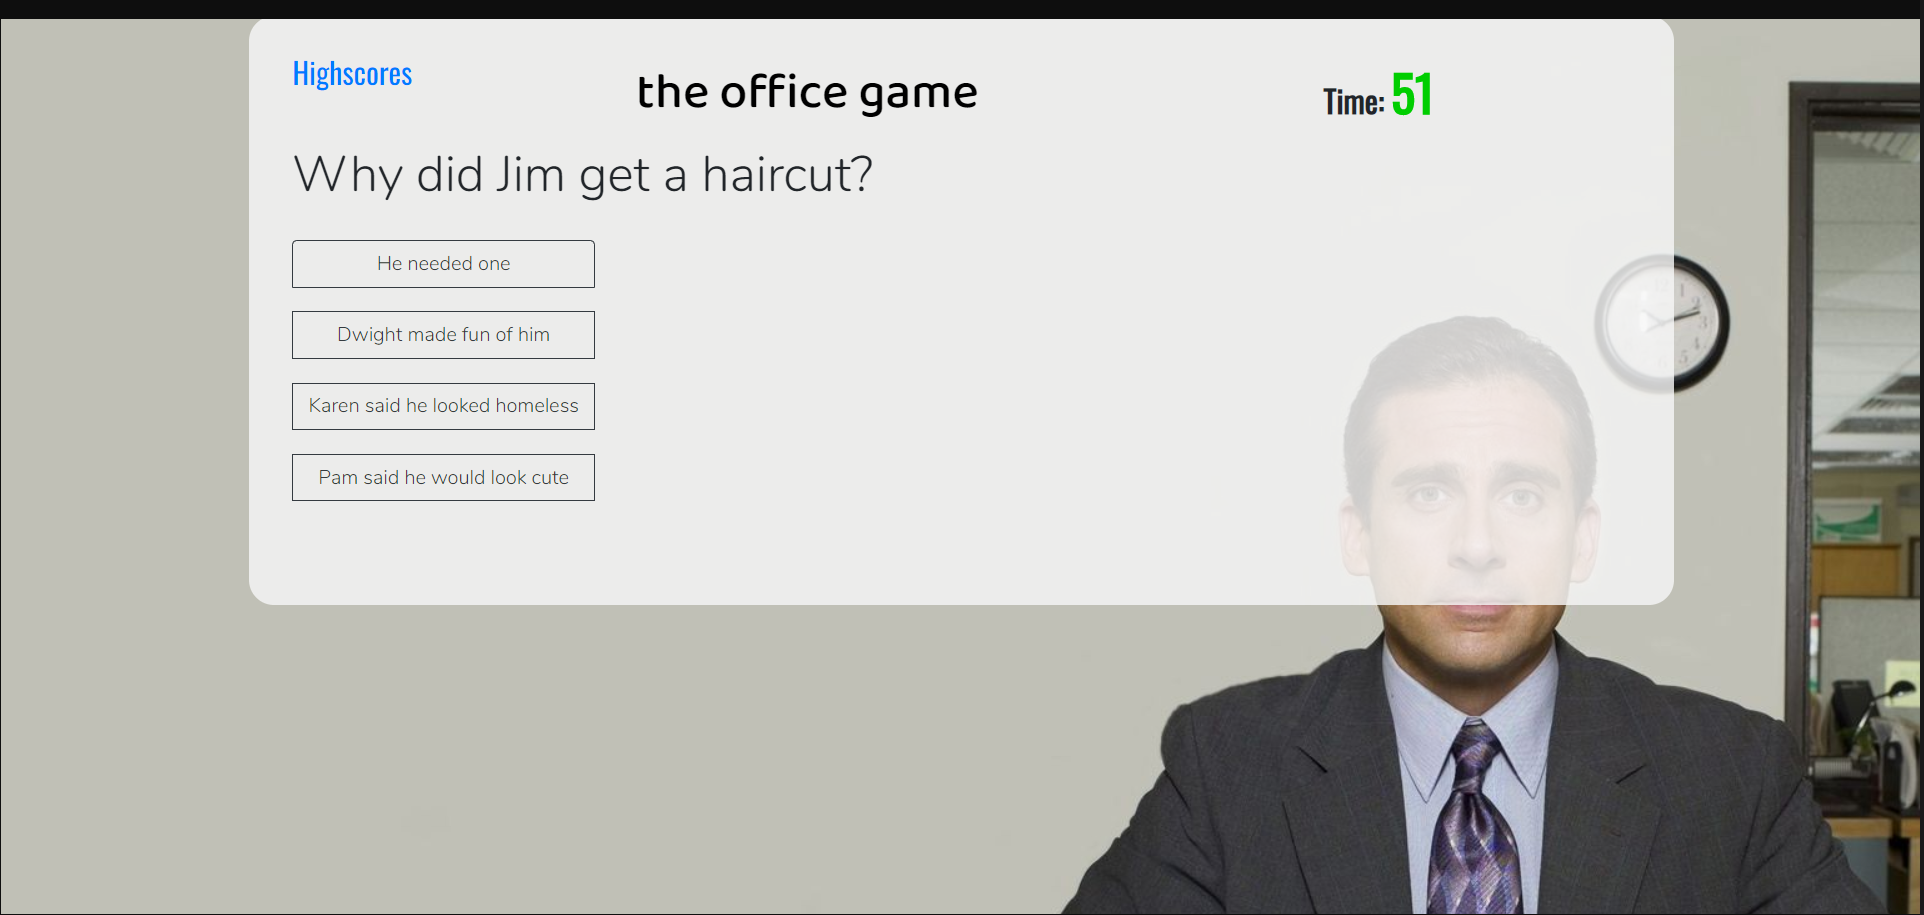 Highscores
the office game
Time: 51
Why did Jim get a haircut?
He needed one
Dwight made fun of him
Karen said he looked homeless
Pam said he would look cute